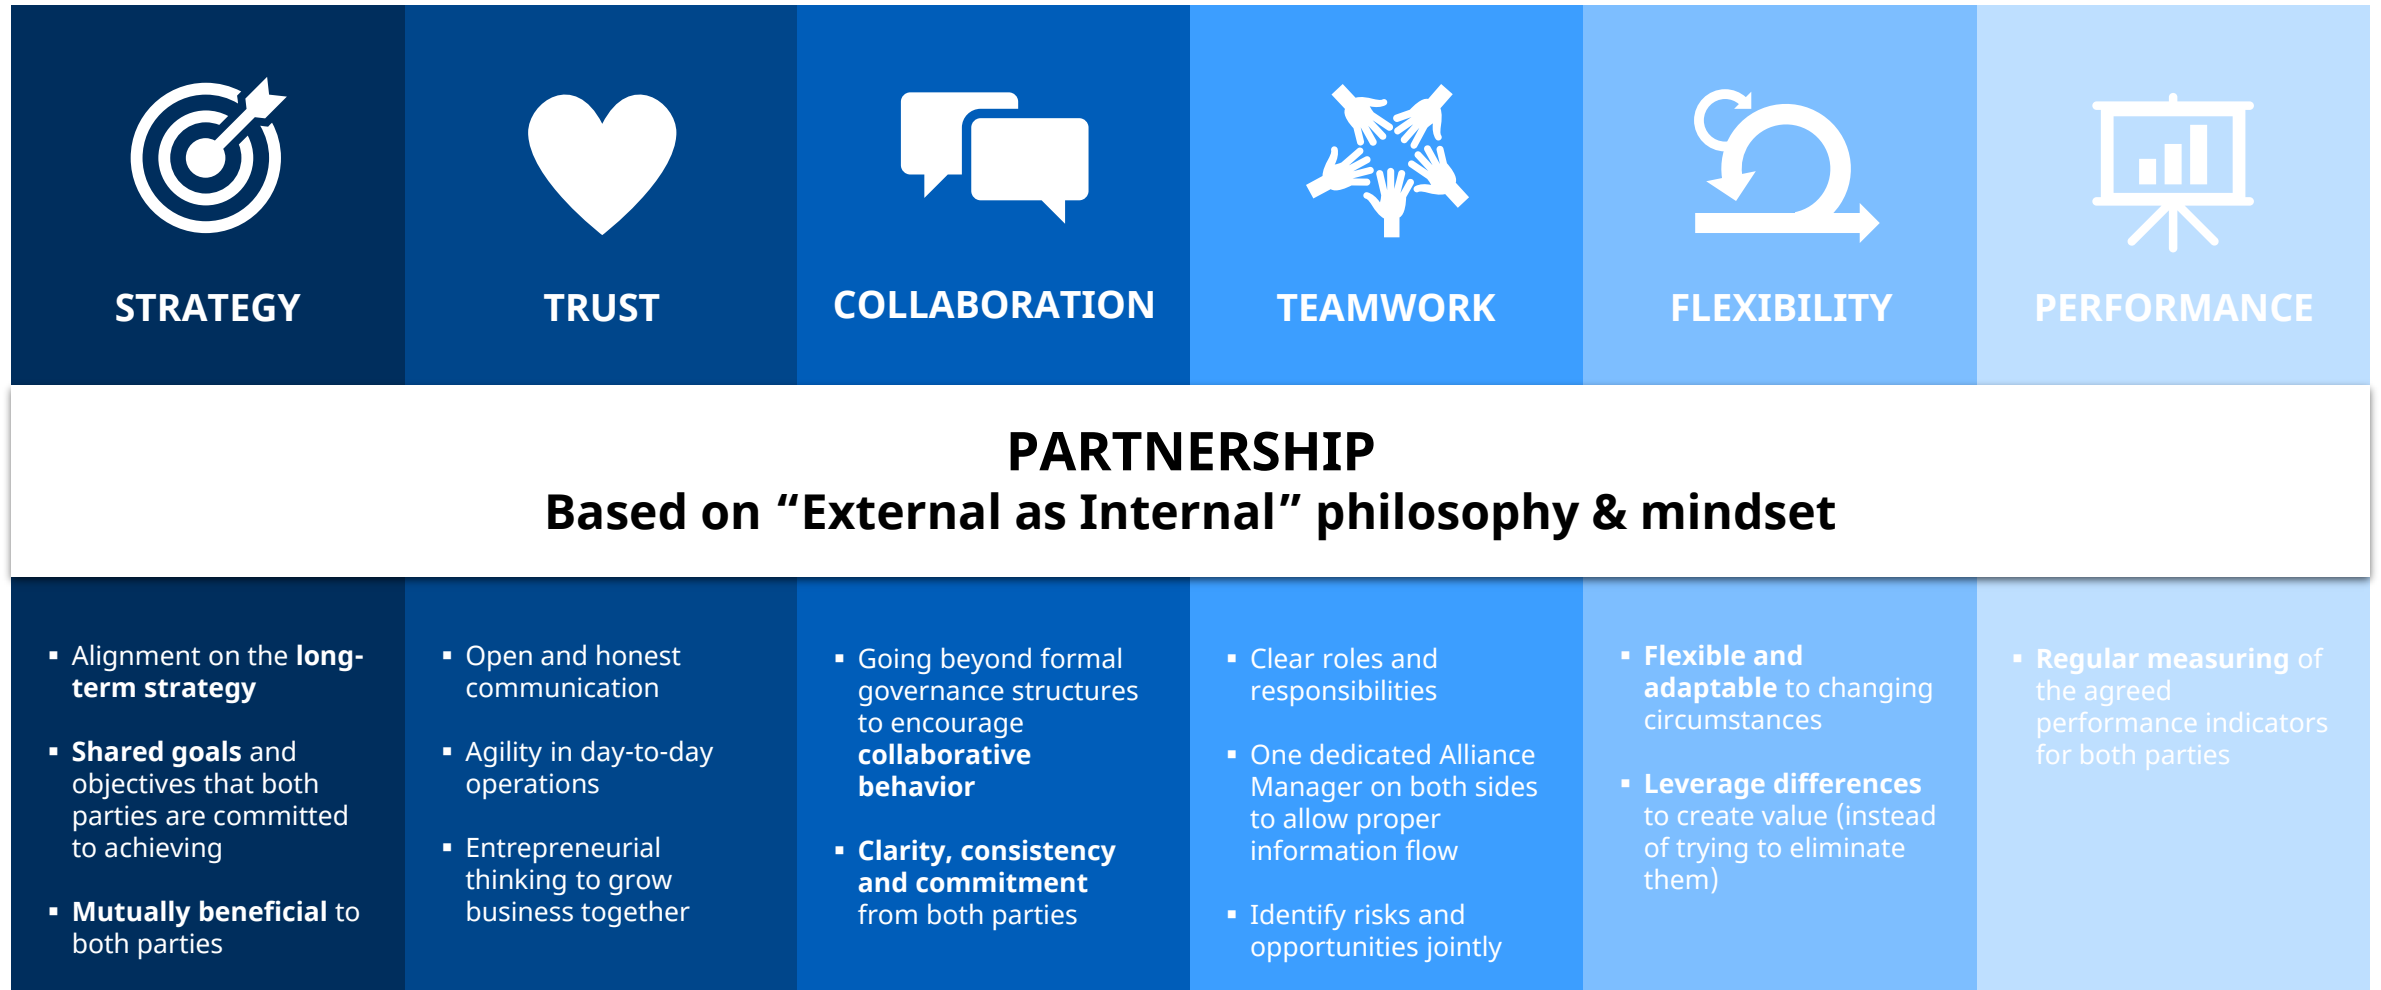 STRATEGY
TRUST
COLLABORATION
TEAMWORK
FLEXIBILITY
PERFORMANCE
PARTNERSHIP
Based on “External as Internal” philosophy & mindset
▪ Alignment on the long-
term strategy
▪ Shared goals and
objectives that both
parties are committed
to achieving
▪ Mutually beneficial to
both parties
▪ Open and honest
communication
▪ Agility in day-to-day
operations
▪ Entrepreneurial
thinking to grow
business together
▪ Going beyond formal
governance structures
to encourage
collaborative
behavior
▪ Clarity, consistency
and commitment
from both parties
▪ Clear roles and
responsibilities
▪ One dedicated Alliance
Manager on both sides
to allow proper
information flow
▪ Identify risks and
opportunities jointly
▪ Flexible and
adaptable to changing
circumstances
▪ Leverage differences
to create value (instead
of trying to eliminate
them)
▪ Regular measuring of
the agreed
performance indicators
for both parties